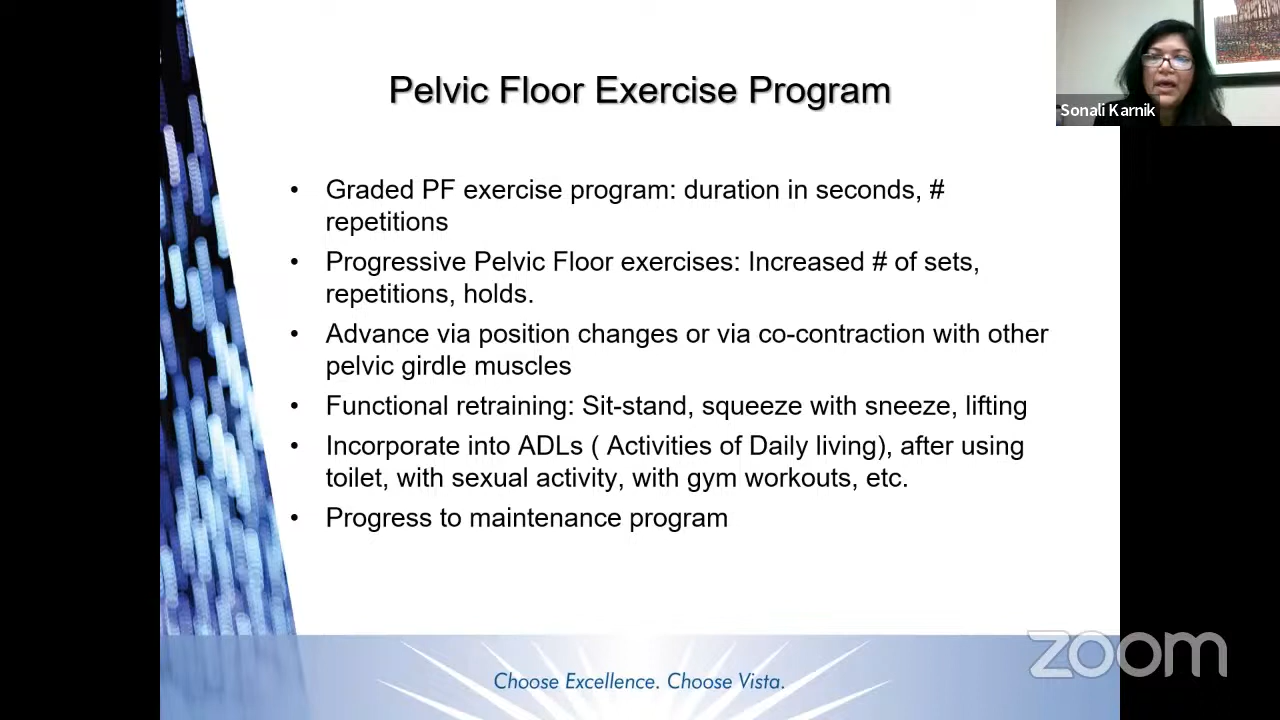 Pelvic Floor Exercise Program
Sonali Karnik
• Graded PF exercise program: duration in seconds, #
repetitions
• Progressive Pelvic Floor exercises: Increased # of sets,
repetitions, holds.
• Advance via position changes or via co-contraction with other
pelvic girdle muscles
• Functional retraining: Sit-stand, squeeze with sneeze, lifting
• Incorporate into ADLs ( Activities of Daily living), after using
toilet, with sexual activity, with gym workouts, etc.
• Progress to maintenance program
Choose Excellence. Choose Vista.
zoom